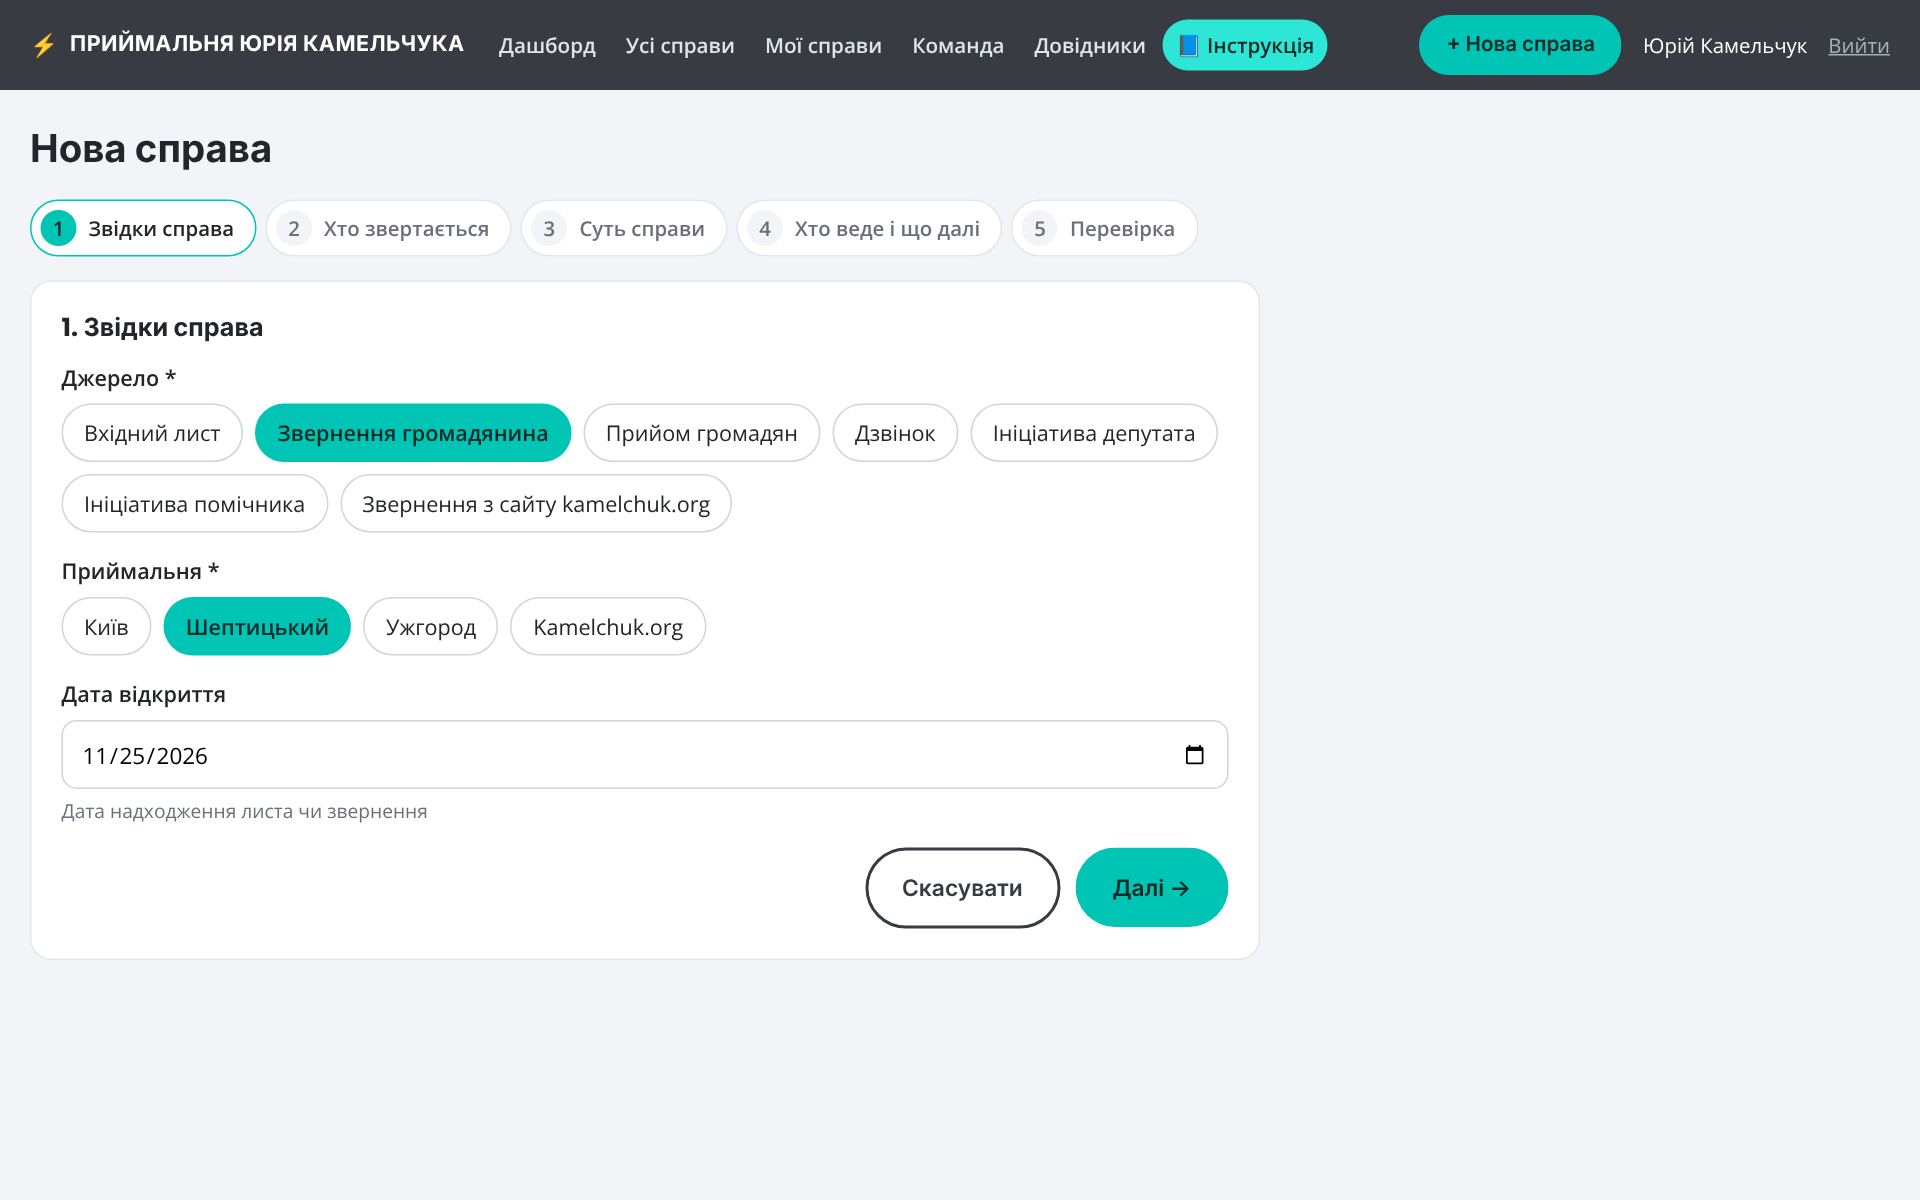 ⚡ ПРИЙМАЛЬНЯ ЮРІЯ КАМЕЛЬЧУКА Дашборд Усі справи Мої справи Команда Довідники 📘 Інструкція + Нова справа Юрій Камельчук Вийти
Нова справа
1 Звідки справа 2 Хто звертається 3 Суть справи 4 Хто веде і що далі 5 Перевірка
1. Звідки справа
Джерело *
Вхідний лист Звернення громадянина Прийом громадян Дзвінок Ініціатива депутата
Ініціатива помічника Звернення з сайту kamelchuk.org
Приймальня *
Київ Шептицький Ужгород Kamelchuk.org
Дата відкриття
11/25/2026
Дата надходження листа чи звернення
Скасувати Далі →